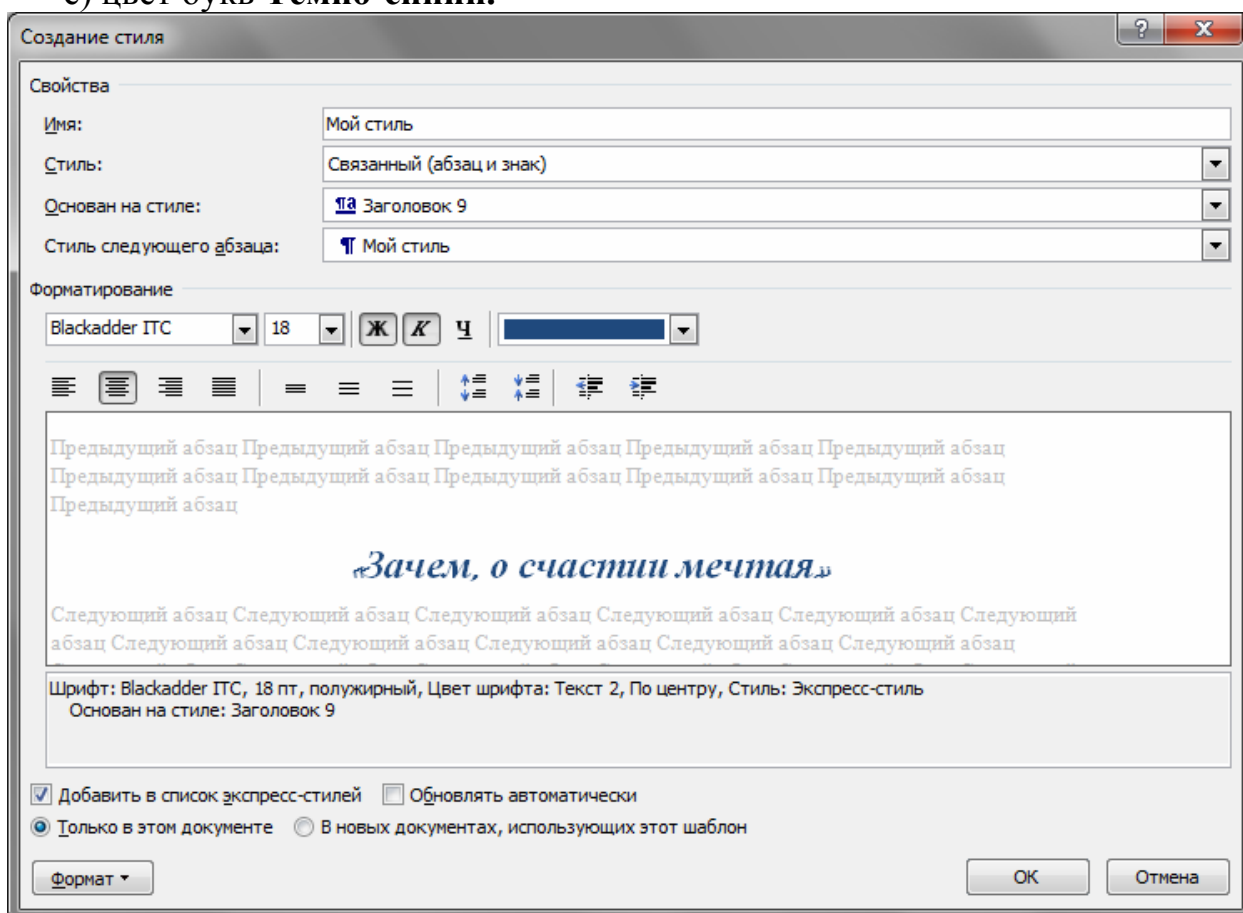 е) цвет букв Темно-синий.
Создание стиля
Свойства
Имя: Мой стиль
Стиль: Связанный (абзац и знак)
Основан на стиле: Заголовок 9
Стиль следующего абзаца: Мой стиль
Форматирование
Blackadder ITC 18 Ж К Ч
Предыдущий абзац Предыдущий абзац Предыдущий абзац Предыдущий абзац Предыдущий абзац
Предыдущий абзац Предыдущий абзац Предыдущий абзац Предыдущий абзац Предыдущий абзац
Предыдущий абзац
«Зачем, о счастии мечтая»
Следующий абзац Следующий абзац Следующий абзац Следующий абзац Следующий абзац Следующий
абзац Следующий абзац Следующий абзац Следующий абзац Следующий абзац Следующий абзац
Шрифт: Blackadder ITC, 18 пт, полужирный, Цвет шрифта: Текст 2, По центру, Стиль: Экспресс-стиль
Основан на стиле: Заголовок 9
Добавить в список экспресс-стилей Обновлять автоматически
Только в этом документе В новых документах, использующих этот шаблон
Формат ОК Отмена